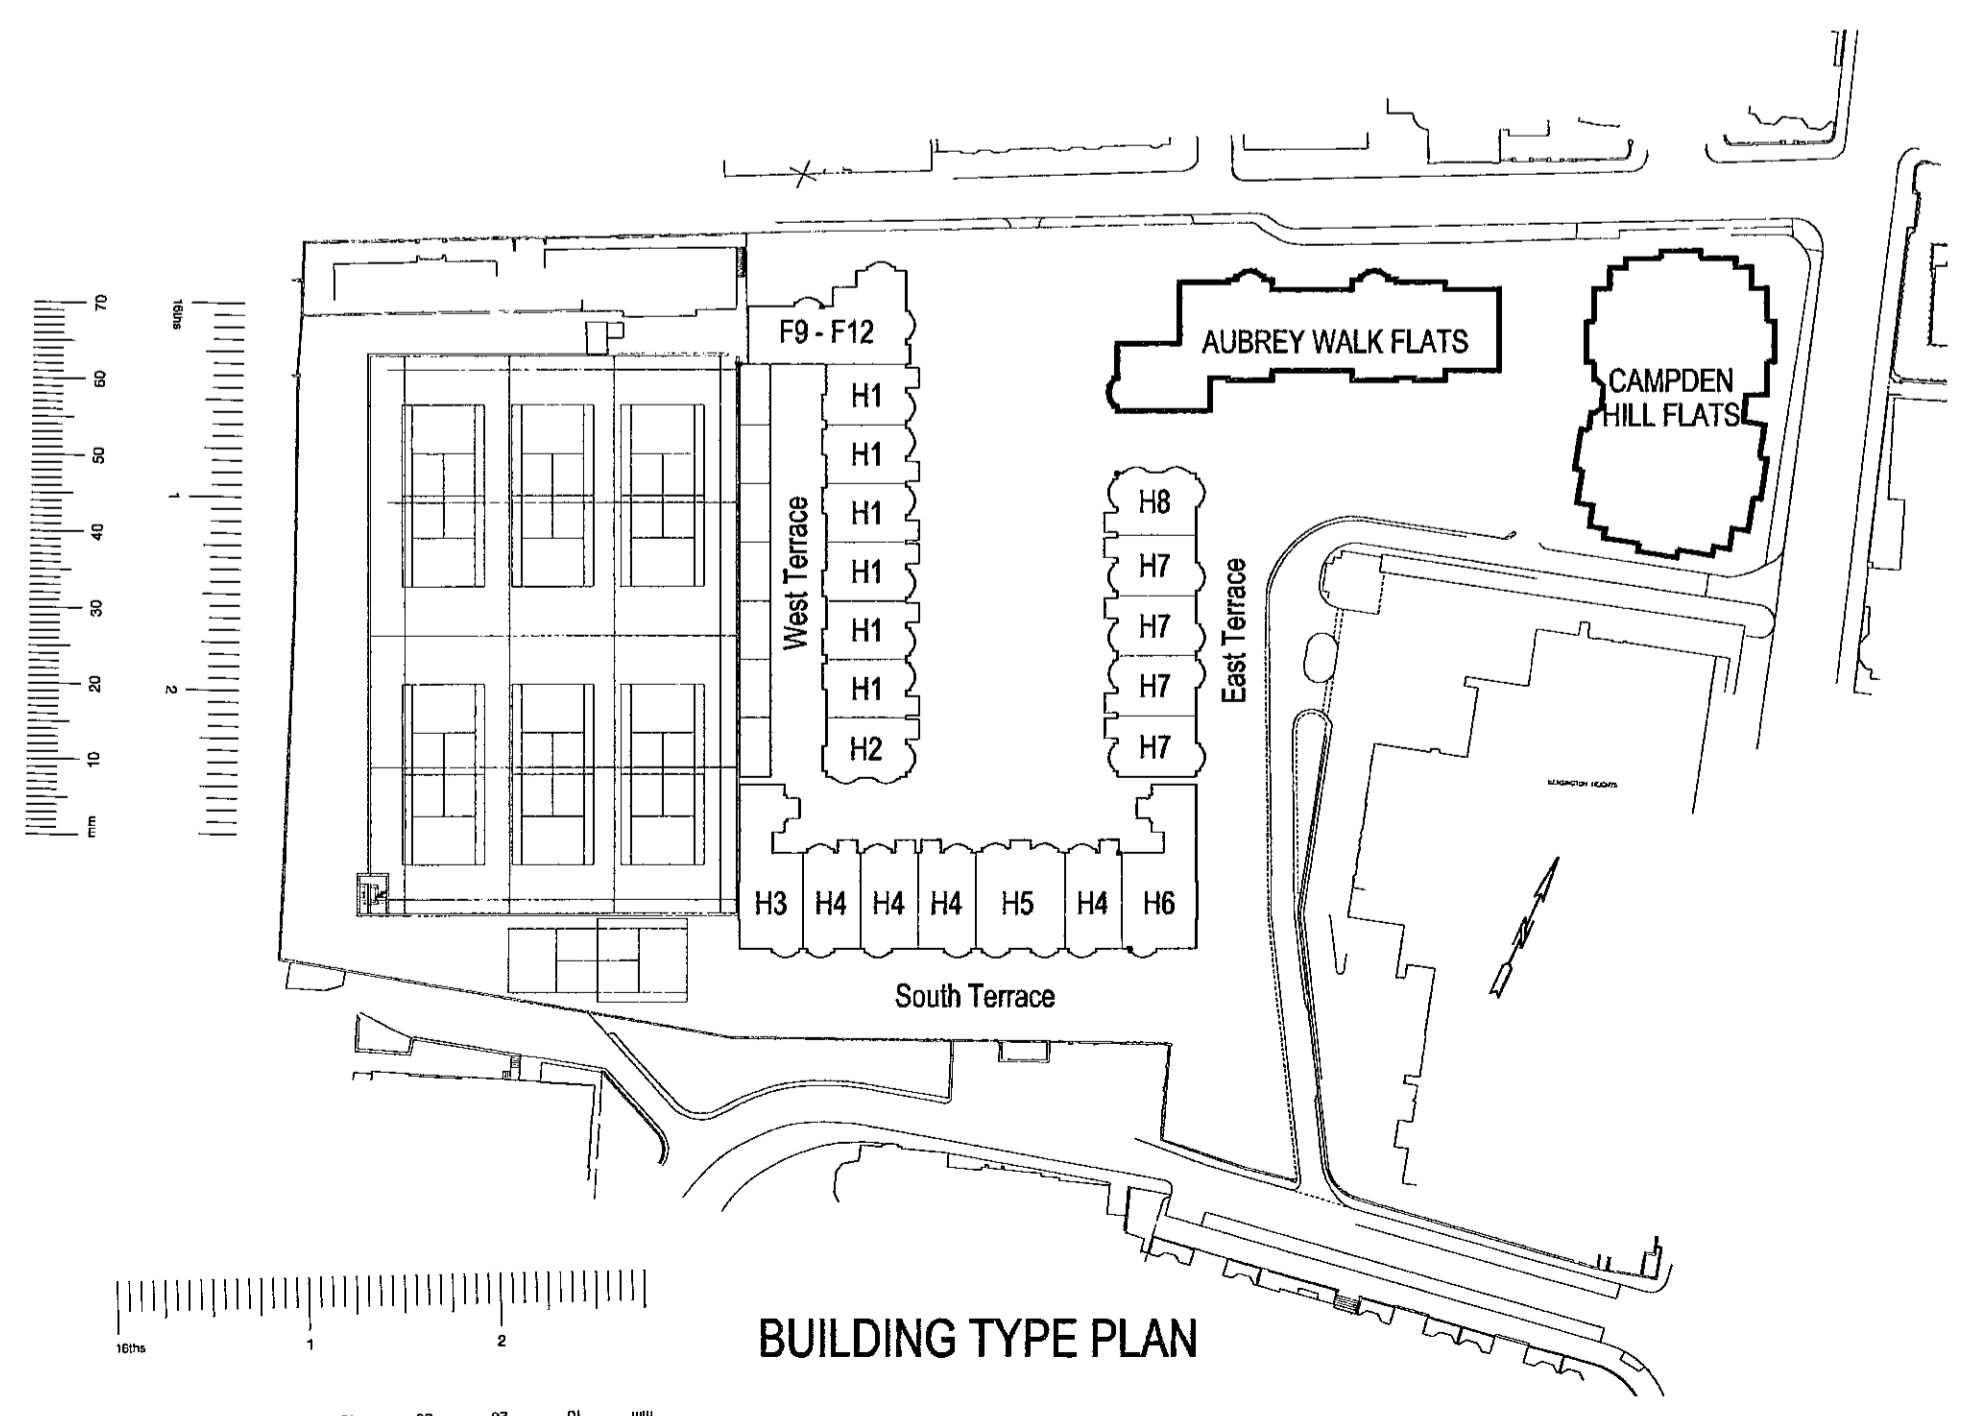 F9 - F12
AUBREY WALK FLATS
CAMPDEN
HILL FLATS
H1
H1
H1
H1
H1
H1
H2
West Terrace
H8
H7
H7
H7
H7
East Terrace
H3
H4
H4
H4
H5
H4
H6
South Terrace
KENSINGTON HEIGHTS
N
70
60
50
40
30
20
10
mm
16ths
1
2
16ths
1
2
BUILDING TYPE PLAN